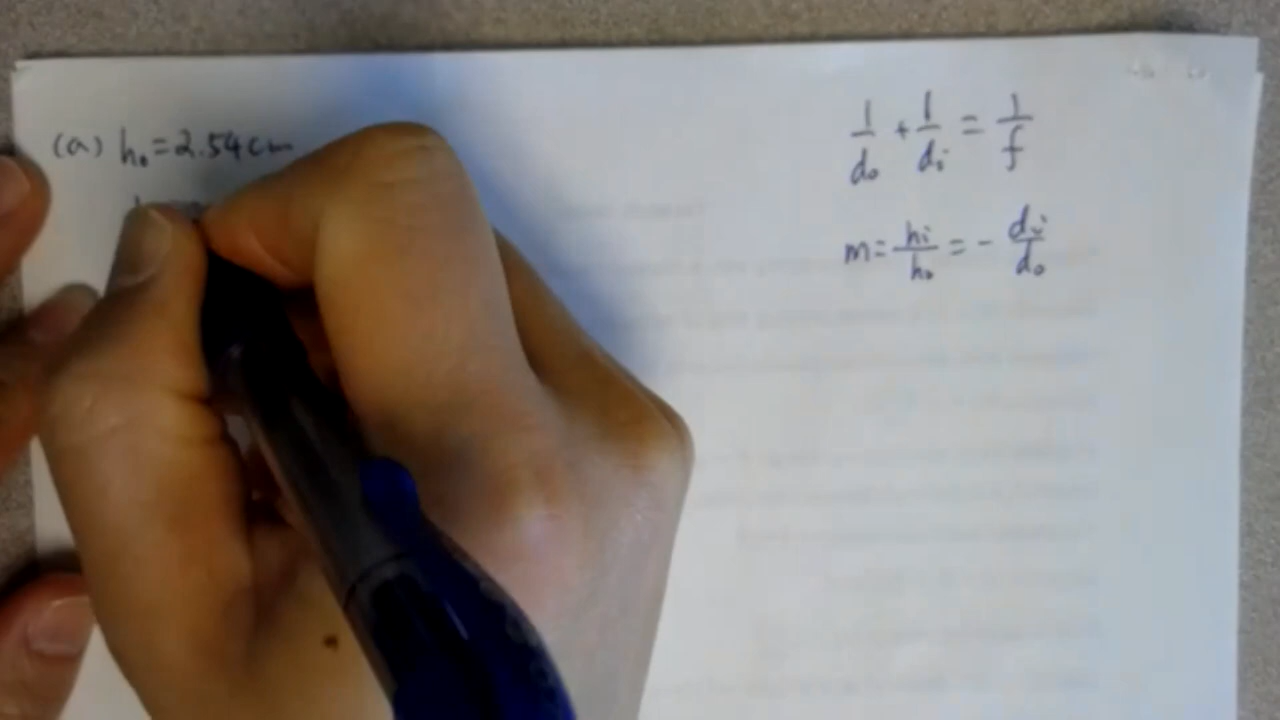 (a) h₀ = 2.54 cm
1/d₀ + 1/dᵢ = 1/f
m = hᵢ/h₀ = - dᵢ/d₀